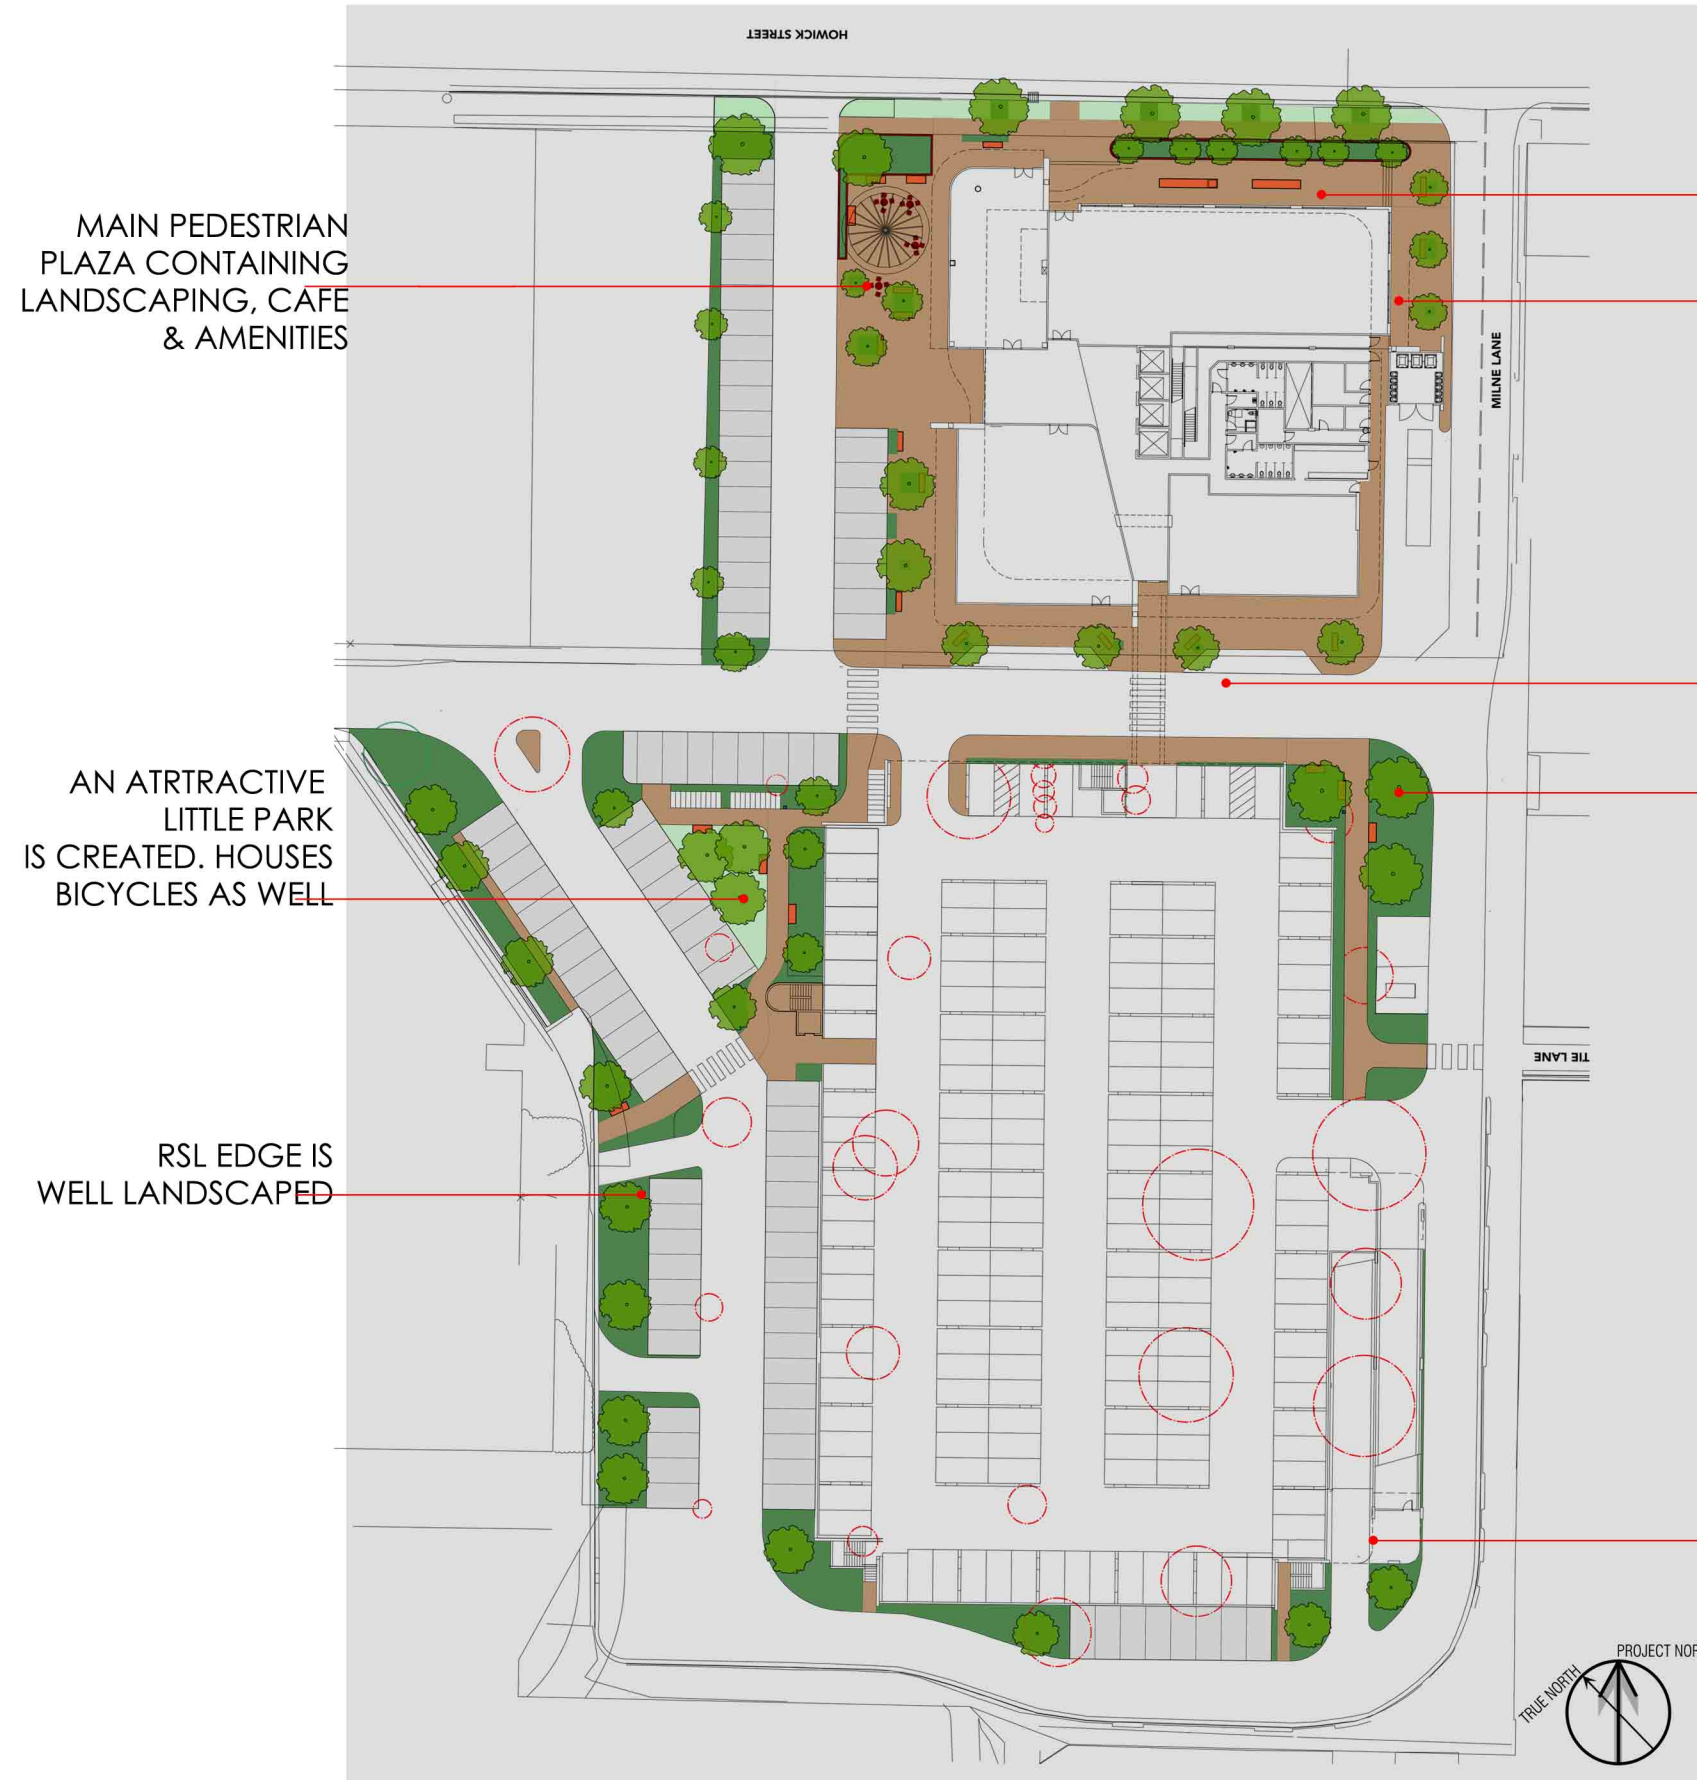 HOWICK STREET
MAIN PEDESTRIAN
PLAZA CONTAINING
LANDSCAPING, CAFE
& AMENITIES
MILNE LANE
AN ATRTRACTIVE
LITTLE PARK
IS CREATED. HOUSES
BICYCLES AS WELL
TIE LANE
RSL EDGE IS
WELL LANDSCAPED
PROJECT NOR
TRUE NORTH